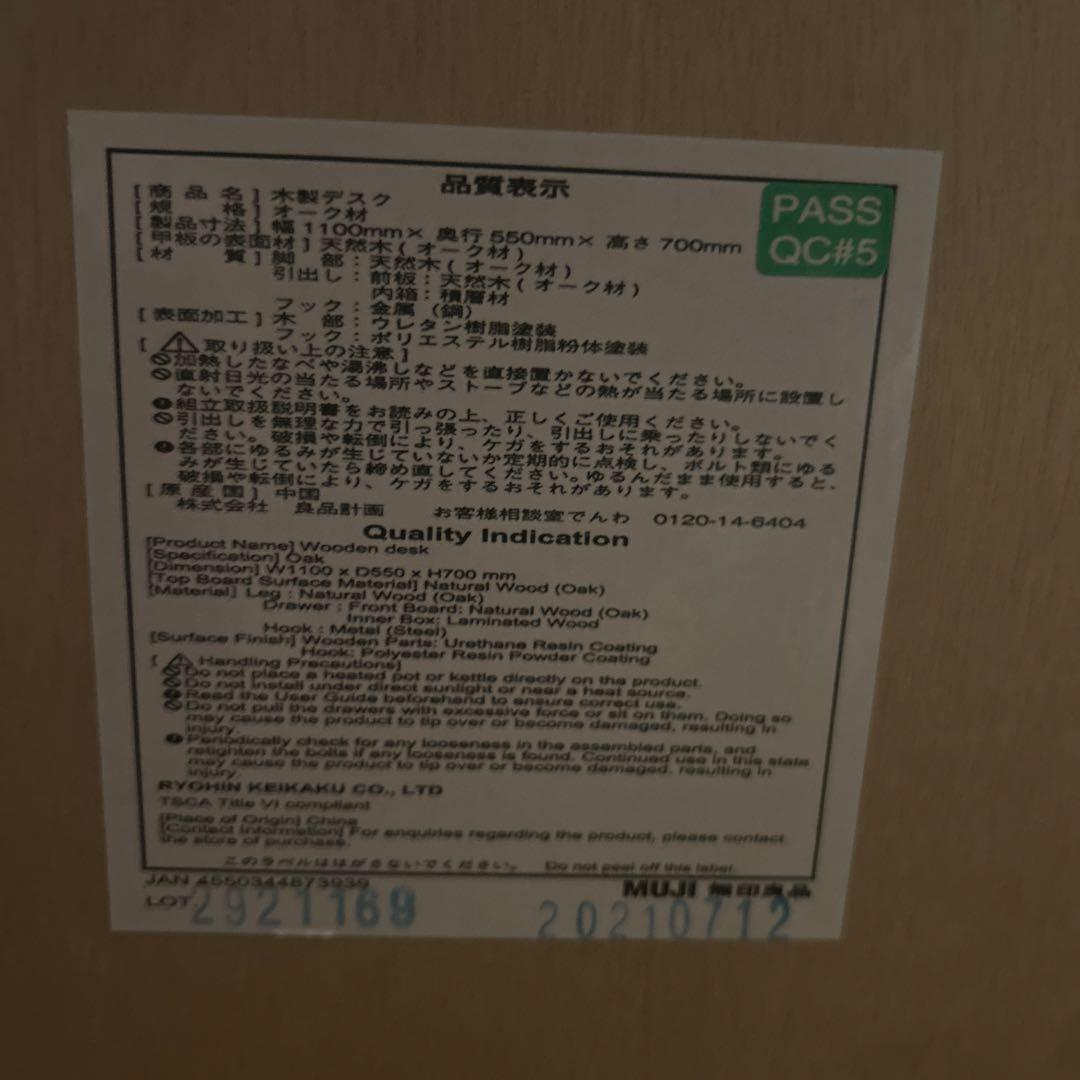 品質表示
PASS
QC#5
[ 商 品 名 ] 木製デスク
[ 規 格 ] オーク材
[ 製品寸法 ] 幅 1100mm× 奥行 550mm× 高さ 700mm
[ 甲板の表面材 ] 天然木 ( オーク材 )
[ 材 質 ] 脚 部 : 天然木 ( オーク材 )
引出し : 前板 : 天然木 ( オーク材 )
内箱 : 積層材
フック : 金属 (鋼)
[ 表面加工 ] 木 部 : ウレタン樹脂塗装
フック : ポリエステル樹脂粉体塗装
[ 取り扱い上の注意 ]
加熱したなべや湯沸しなどを直接置かないでください。
直射日光の当たる場所やストーブなどの熱が当たる場所に設置し
ないでください。
組立取扱説明書をお読みの上、正しくご使用ください。
引出しを無理な力で引っ張ったり、引出しに乗ったりしないでく
ださい。破損や転倒により、ケガをするおそれがあります。
各部にゆるみが生じていないか定期的に点検し、ボルト類にゆる
みが生じていたら締め直してください。ゆるんだまま使用すると、
破損や転倒により、ケガをするおそれがあります。
[ 原 産 国 ] 中国
株式会社 良品計画 お客様相談室でんわ 0120-14-6404
Quality Indication
[Product Name] Wooden desk
[Specification] Oak
[Dimension] W1100 x D550 x H700 mm
[Top Board Surface Material] Natural Wood (Oak)
[Material] Leg : Natural Wood (Oak)
Drawer : Front Board: Natural Wood (Oak)
Inner Box: Laminated Wood
Hook : Metal (Steel)
[Surface Finish] Wooden Parts: Urethane Resin Coating
Hook: Polyester Resin Powder Coating
[ Handling Precautions]
Do not place a heated pot or kettle directly on the product.
Do not install under direct sunlight or near a heat source.
Read the User Guide beforehand to ensure correct use.
Do not pull the drawers with excessive force or sit on them. Doing so
may cause the product to tip over or become damaged, resulting in
injury.
Periodically check for any looseness in the assembled parts, and
retighten the bolts if any looseness is found. Continued use in this state
may cause the product to tip over or become damaged, resulting in
injury.
RYOHIN KEIKAKU CO., LTD
TSCA Title VI compliant
[Place of Origin] China
[Contact Information] For enquiries regarding the product, please contact
the store of purchase.
このラベルははがさないでください。 Do not peel off this label.
JAN 4550344873939
MUJI 無印良品
LOT. 2921169 20210712